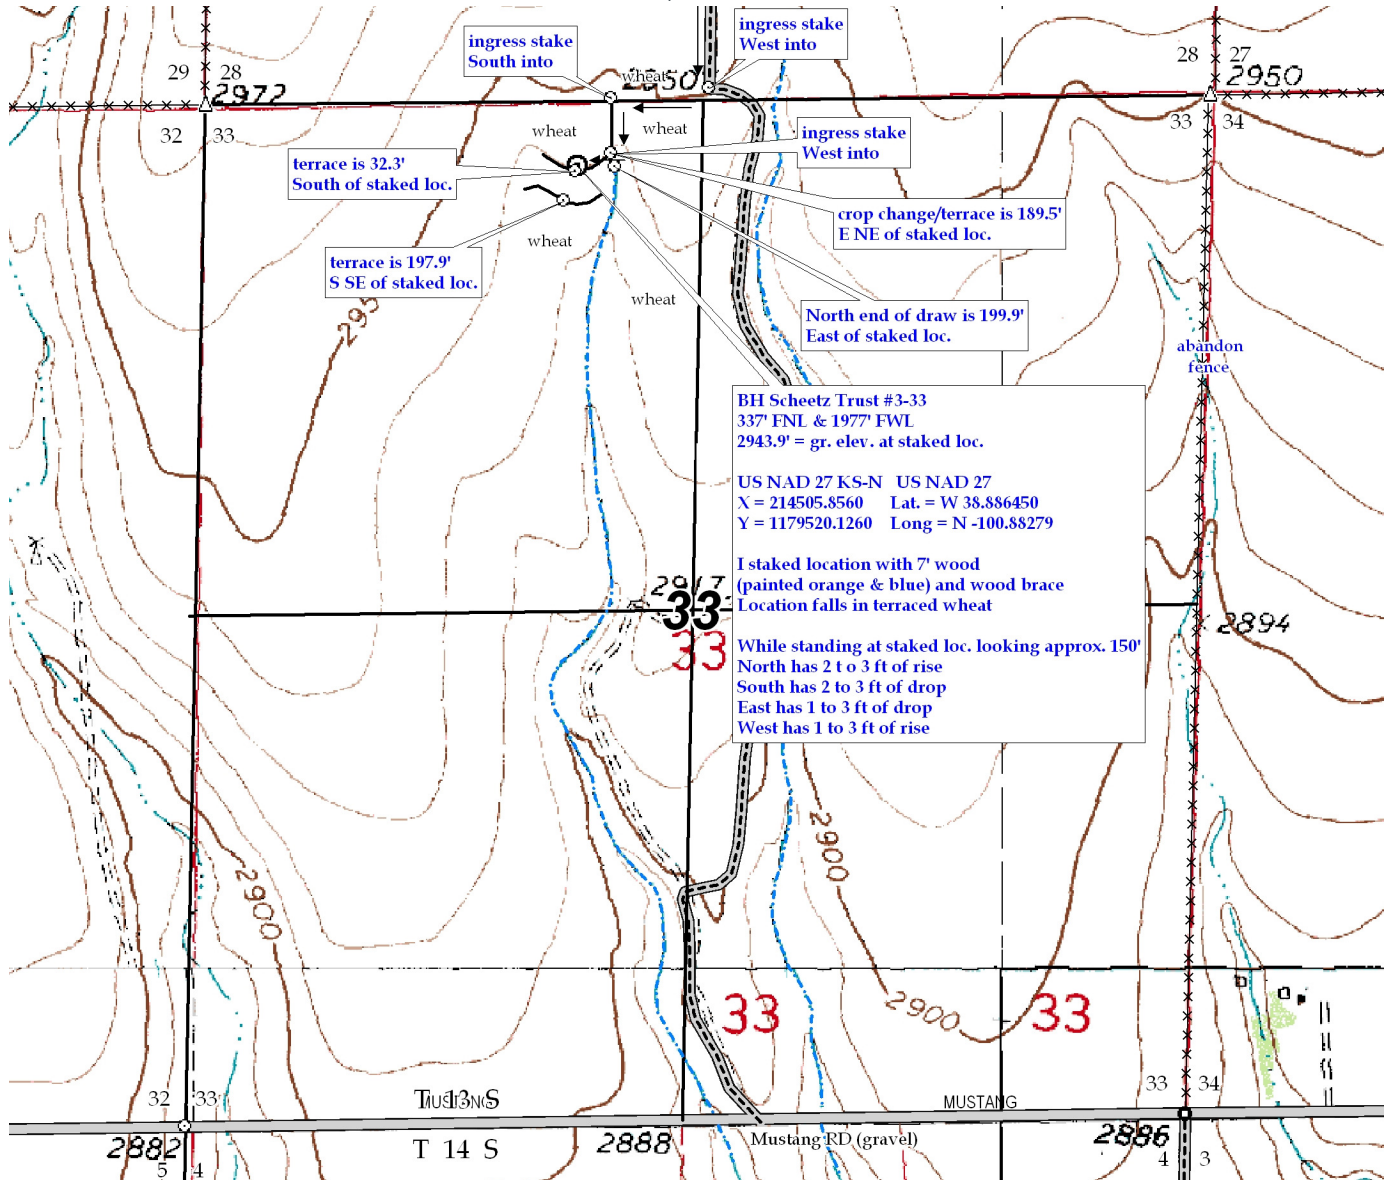 ingress stake
South into
ingress stake
West into
29 28
28 27
2972
wheat
2950
2950
32 33
33 34
wheat
wheat
ingress stake
West into
terrace is 32.3'
South of staked loc.
crop change/terrace is 189.5'
E NE of staked loc.
wheat
terrace is 197.9'
S SE of staked loc.
wheat
North end of draw is 199.9'
East of staked loc.
295
abandon
fence
BH Scheetz Trust #3-33
337' FNL & 1977' FWL
2943.9' = gr. elev. at staked loc.
US NAD 27 KS-N US NAD 27
X = 214505.8560 Lat. = W 38.886450
Y = 1179520.1260 Long = N -100.88279
I staked location with 7' wood
(painted orange & blue) and wood brace
Location falls in terraced wheat
While standing at staked loc. looking approx. 150'
North has 2 t o 3 ft of rise
South has 2 to 3 ft of drop
East has 1 to 3 ft of drop
West has 1 to 3 ft of rise
2917
33
33
2894
2900
2900
2900
33
33
32 33
33 34
T 13 S
MUSTANG
MUSTANG
2882
T 14 S
2888
Mustang RD (gravel)
2886
5 4
4 3